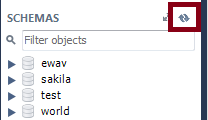 SCHEMAS
Filter objects
ewav
sakila
test
world